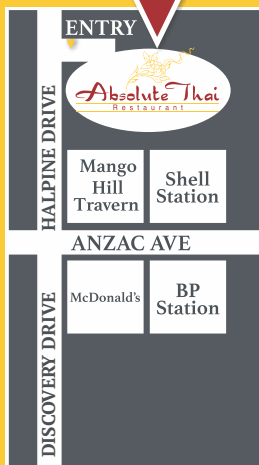 ENTRY
Absolute Thai
Restaurant
HALPINE DRIVE
Mango
Hill
Travern
Shell
Station
ANZAC AVE
McDonald's
BP
Station
DISCOVERY DRIVE